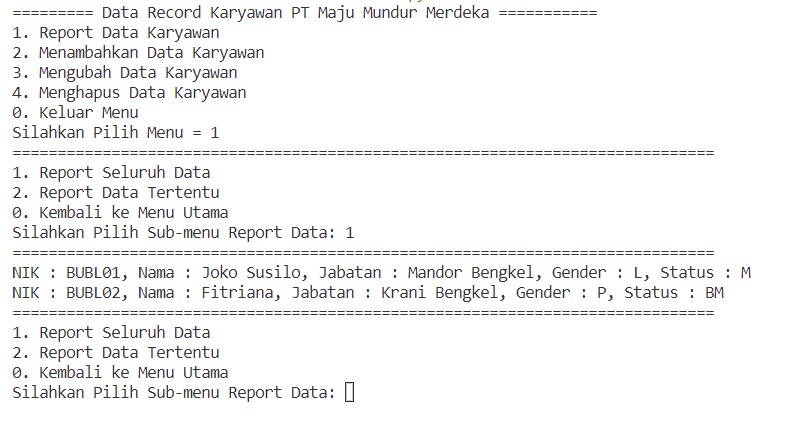 ========= Data Record Karyawan PT Maju Mundur Merdeka ===========
1. Report Data Karyawan
2. Menambahkan Data Karyawan
3. Mengubah Data Karyawan
4. Menghapus Data Karyawan
0. Keluar Menu
Silahkan Pilih Menu = 1
==============================================================================
1. Report Seluruh Data
2. Report Data Tertentu
0. Kembali ke Menu Utama
Silahkan Pilih Sub-menu Report Data: 1
==============================================================================
NIK : BUBL01, Nama : Joko Susilo, Jabatan : Mandor Bengkel, Gender : L, Status : M
NIK : BUBL02, Nama : Fitriana, Jabatan : Krani Bengkel, Gender : P, Status : BM
==============================================================================
1. Report Seluruh Data
2. Report Data Tertentu
0. Kembali ke Menu Utama
Silahkan Pilih Sub-menu Report Data: